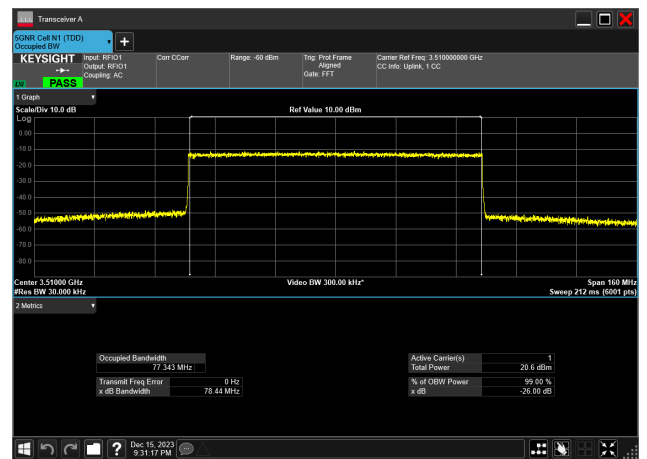 Transceiver A
5GNR Cell N1 (TDD)
Occupied BW
KEYSIGHT
Input: RFIO1
Output: RFIO1
Coupling: AC
Corr CCorr
Range: -60 dBm
Trig: Prot Frame
Aligned
Gate: FFT
Carrier Ref Freq: 3.510000000 GHz
CC Info: Uplink, 1 CC
PASS
1 Graph
Scale/Div 10.0 dB
Ref Value 10.00 dBm
Log
0.00
-10.0
-20.0
-30.0
-40.0
-50.0
-60.0
-70.0
-80.0
Center 3.51000 GHz
Video BW 300.00 kHz*
Span 160 MHz
#Res BW 30.000 kHz
Sweep 212 ms (6001 pts)
2 Metrics
Occupied Bandwidth
77.343 MHz
Transmit Freq Error 0 Hz
x dB Bandwidth 78.44 MHz
Active Carrier(s) 1
Total Power 20.6 dBm
% of OBW Power 99.00 %
x dB -26.00 dB
Dec 15, 2023
9:31:17 PM